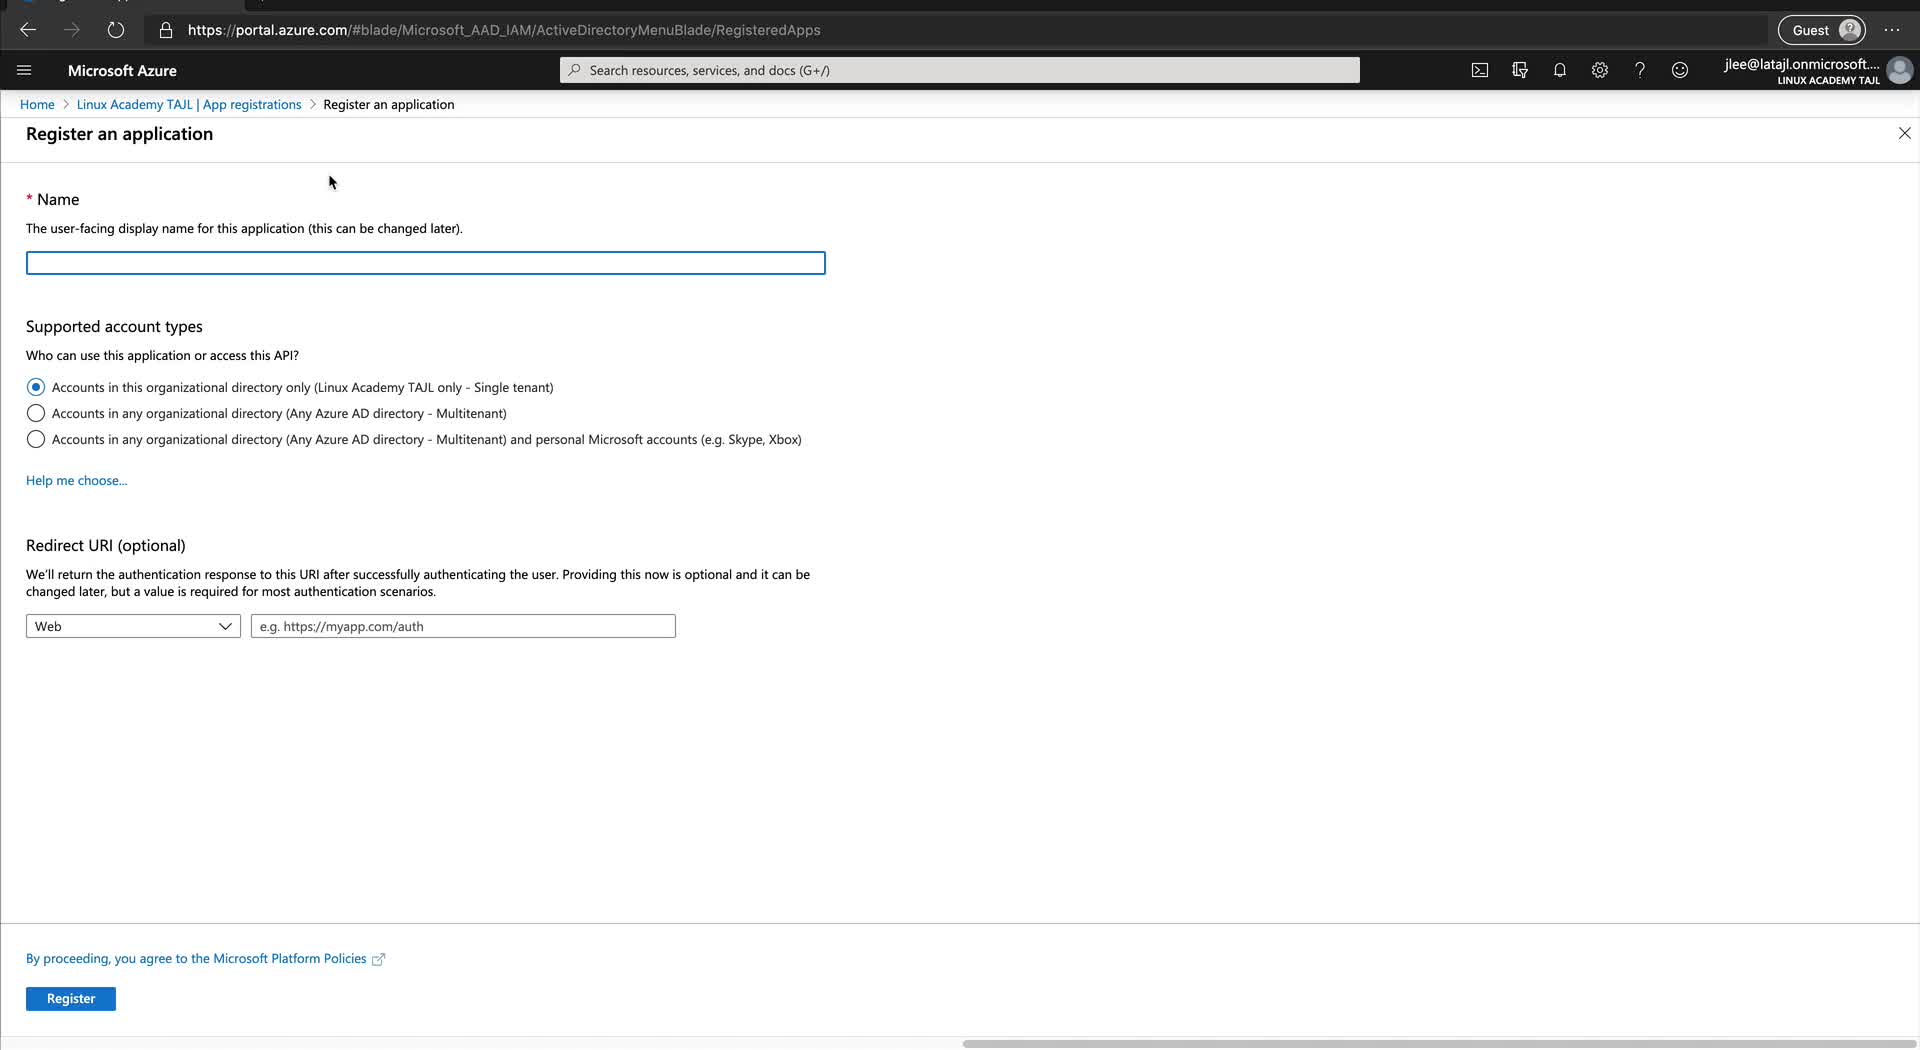 https://portal.azure.com/#blade/Microsoft_AAD_IAM/ActiveDirectoryMenuBlade/RegisteredApps
Guest
Microsoft Azure
Search resources, services, and docs (G+/)
jlee@latajl.onmicrosoft....
LINUX ACADEMY TAJL
Home > Linux Academy TAJL | App registrations > Register an application
Register an application
* Name
The user-facing display name for this application (this can be changed later).
Supported account types
Who can use this application or access this API?
Accounts in this organizational directory only (Linux Academy TAJL only - Single tenant)
Accounts in any organizational directory (Any Azure AD directory - Multitenant)
Accounts in any organizational directory (Any Azure AD directory - Multitenant) and personal Microsoft accounts (e.g. Skype, Xbox)
Help me choose...
Redirect URI (optional)
We'll return the authentication response to this URI after successfully authenticating the user. Providing this now is optional and it can be
changed later, but a value is required for most authentication scenarios.
Web
e.g. https://myapp.com/auth
By proceeding, you agree to the Microsoft Platform Policies
Register